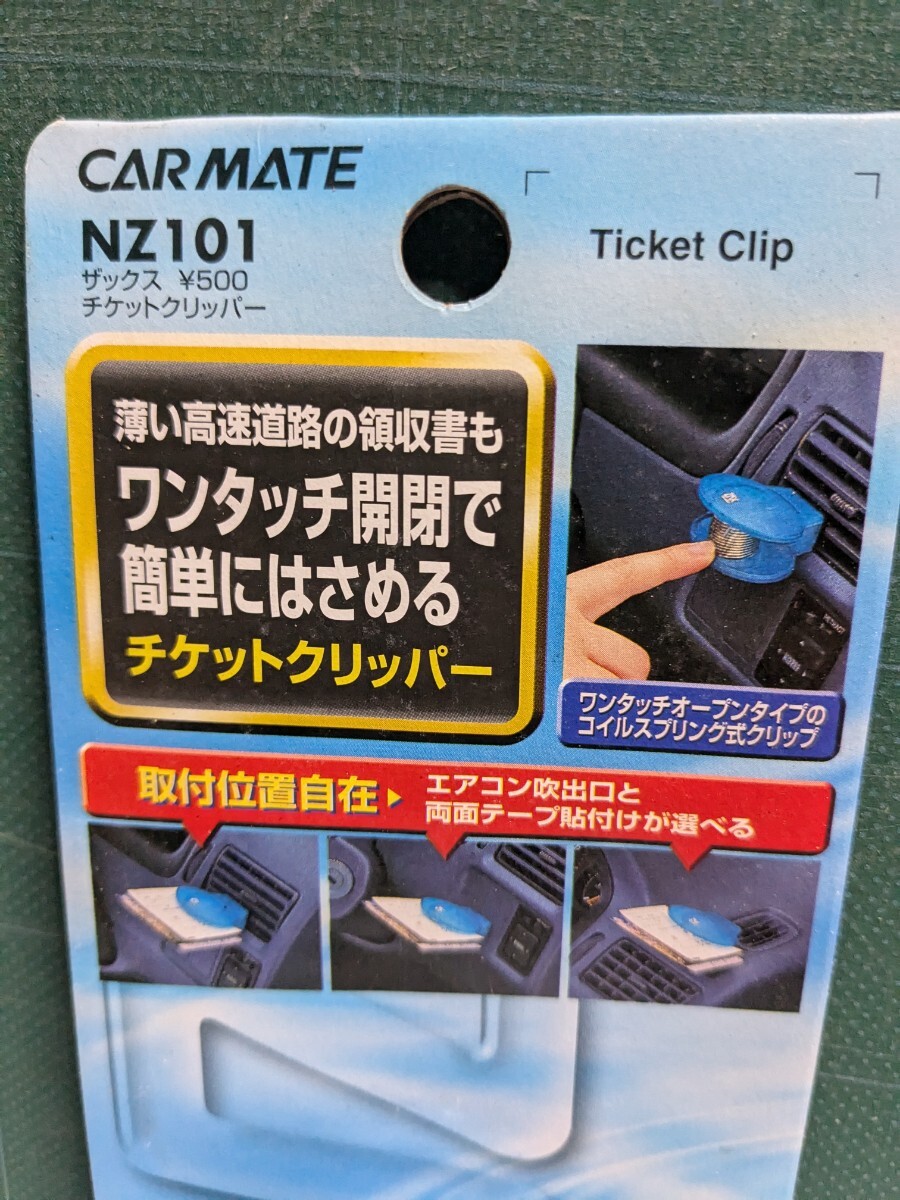 CARMATE
NZ101
ザックス ¥500
チケットクリッパー
Ticket Clip
薄い高速道路の領収書も
ワンタッチ開閉で
簡単にはさめる
チケットクリッパー
ワンタッチオープンタイプの
コイルスプリング式クリップ
取付位置自在▶
エアコン吹出口と
両面テープ貼付けが選べる